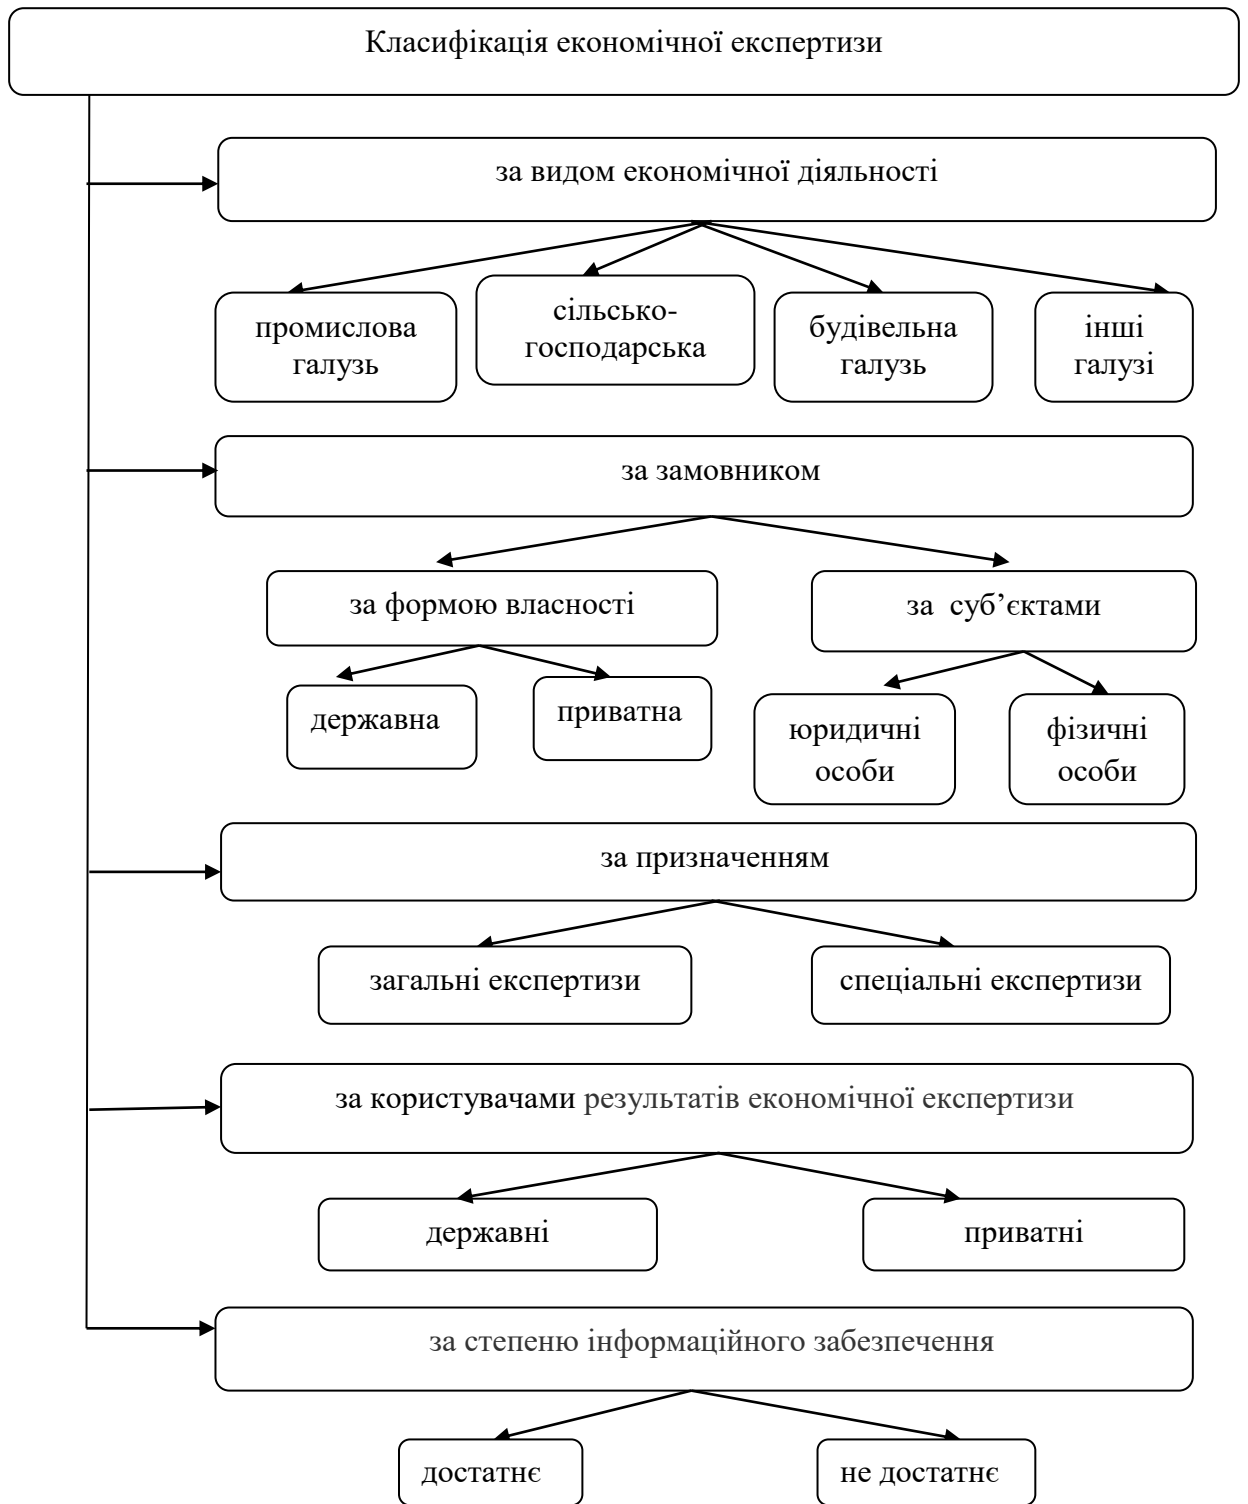 Класифікація економічної експертизи
за видом економічної діяльності
промислова
галузь
сільсько-
господарська
будівельна
галузь
інші
галузі
за замовником
за формою власності
за суб’єктами
державна
приватна
юридичні
особи
фізичні
особи
за призначенням
загальні експертизи
спеціальні експертизи
за користувачами результатів економічної експертизи
державні
приватні
за степеню інформаційного забезпечення
достатнє
не достатнє